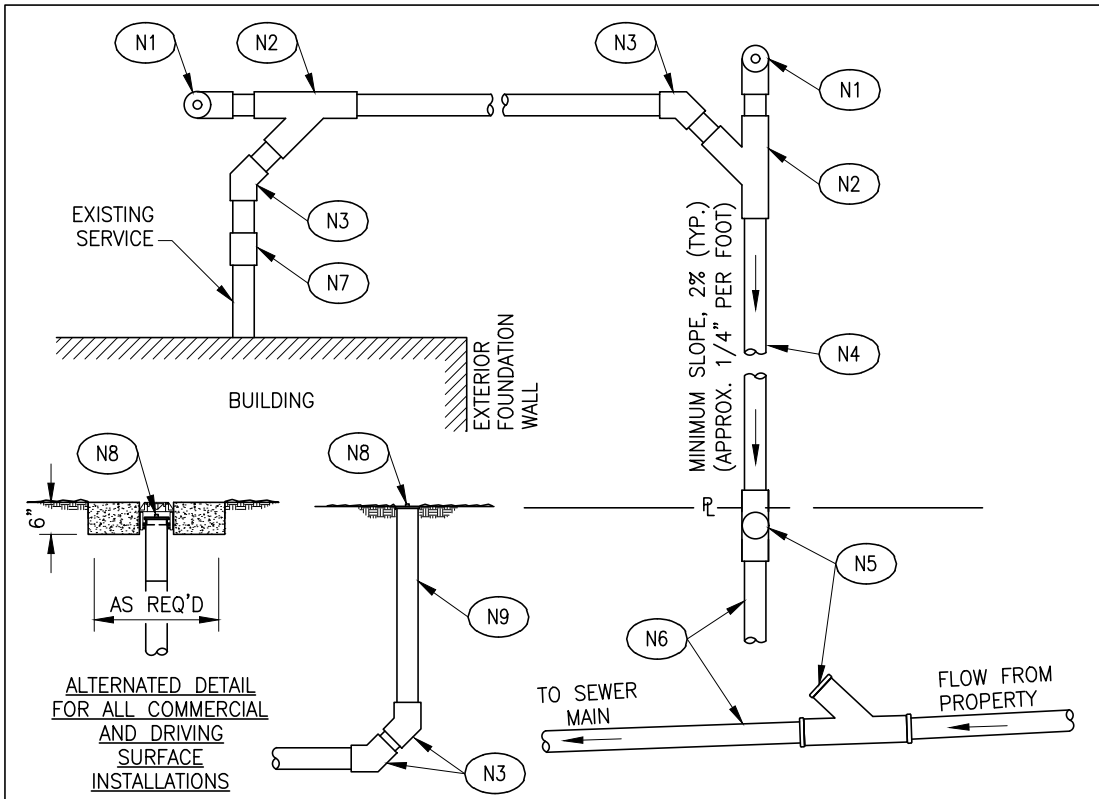 N1
N2
N3
N1
N2
N3
EXISTING
SERVICE
N7
MINIMUM SLOPE, 2% (TYP.)
(APPROX. 1/4" PER FOOT)
N4
EXTERIOR
FOUNDATION
WALL
BUILDING
N8
N8
6"
PL
N5
AS REQ'D
N9
N6
ALTERNATED DETAIL
FOR ALL COMMERCIAL
AND DRIVING
SURFACE
INSTALLATIONS
N3
TO SEWER
MAIN
FLOW FROM
PROPERTY